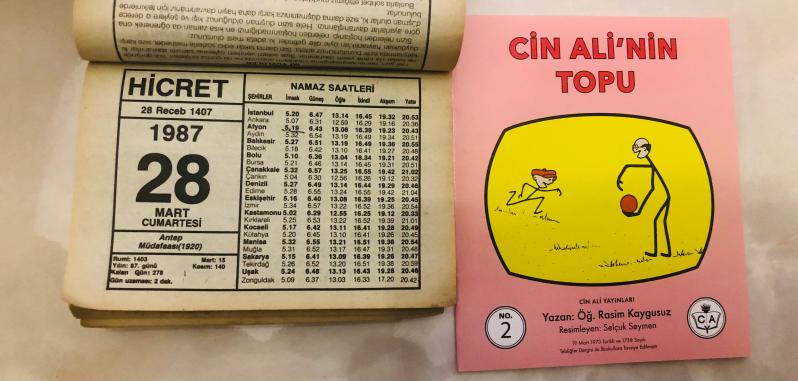 HİCRET
28 Receb 1407
1987
28
MART
CUMARTESİ
Antep
Müdafaası(1920)
Rumi: 1403 Mart: 15
Yılın: 87. günü Kasım: 140
Kalan Gün: 278
Gün uzaması: 2 dak.
NAMAZ SAATLERİ
ŞEHİRLER İmsak Güneş Öğle İkindi Akşam Yatsı
İstanbul 5.20 6.47 13.14 16.45 19.32 20.53
Ankara 5.07 6.31 12.59 16.29 19.16 20.36
Afyon 5.19 6.43 13.08 16.39 19.23 20.43
Aydın 5.32 6.54 13.19 16.49 19.34 20.51
Balıkesir 5.27 6.51 13.19 16.49 19.36 20.55
Bilecik 5.18 6.42 13.10 16.41 19.27 20.48
Bolu 5.10 6.36 13.04 16.34 19.21 20.42
Bursa 5.21 6.46 13.14 16.45 19.31 20.51
Çanakkale 5.32 6.57 13.25 16.55 19.42 21.02
Çankırı 5.04 6.30 12.56 16.26 19.12 20.32
Denizli 5.27 6.49 13.14 16.44 19.29 20.46
Edirne 5.28 6.55 13.24 16.55 19.42 21.04
Eskişehir 5.16 6.40 13.08 16.39 19.25 20.45
İzmir 5.34 6.57 13.22 16.52 19.36 20.54
Kastamonu 5.02 6.29 12.55 16.25 19.12 20.33
Kırklareli 5.25 6.53 13.22 16.52 19.39 21.01
Kocaeli 5.17 6.42 13.11 16.41 19.28 20.49
Kütahya 5.20 6.45 13.10 16.41 19.26 20.45
Manisa 5.32 6.55 13.21 16.51 19.36 20.54
Muğla 5.31 6.52 13.17 16.47 19.31 20.48
Sakarya 5.15 6.41 13.09 16.39 19.26 20.47
Tekirdağ 5.26 6.52 13.20 16.51 19.38 20.59
Uşak 5.24 6.48 13.13 16.43 19.28 20.46
Zonguldak 5.09 6.37 13.03 16.33 17.20 20.42
CİN ALİ'NİN
TOPU
CİN ALİ YAYINLARI
Yazan: Öğ. Rasim Kaygusuz
Resimleyen: Selçuk Seymen
19 Mart 1973 Tarihli ve 1738 Sayılı
Tebliğler Dergisi ile İlkokullara Tavsiye Edilmiştir.
NO.
2
C A